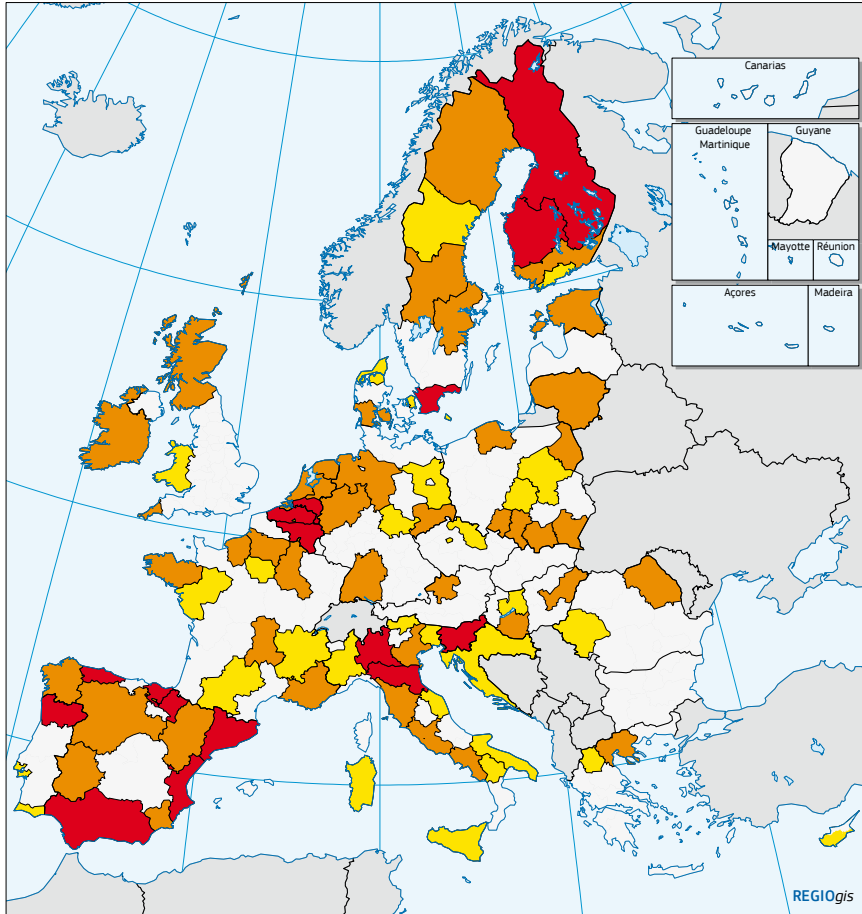 Canarias
Guadeloupe
Martinique
Guyane
Mayotte
Réunion
Açores
Madeira
REGIOgis